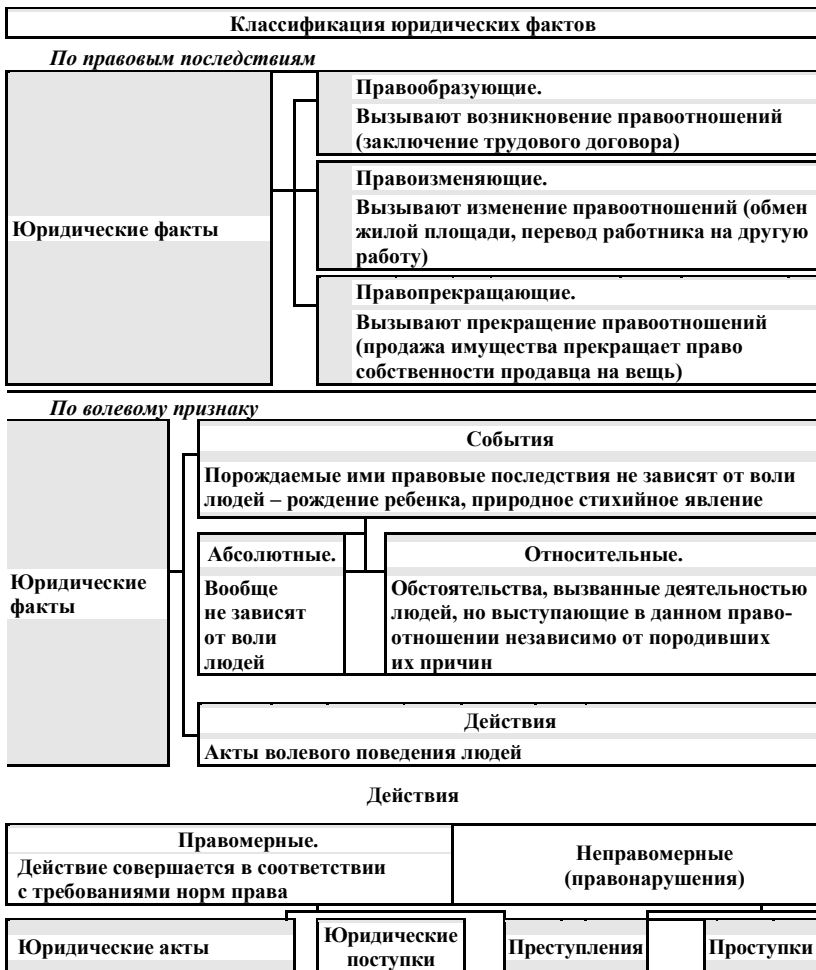 Классификация юридических фактов
По правовым последствиям
Правообразующие.
Вызывают возникновение правоотношений
(заключение трудового договора)
Юридические факты
Правоизменяющие.
Вызывают изменение правоотношений (обмен
жилой площади, перевод работника на другую
работу)
Правопрекращающие.
Вызывают прекращение правоотношений
(продажа имущества прекращает право
собственности продавца на вещь)
По волевому признаку
Юридические
факты
События
Порождаемые ими правовые последствия не зависят от воли
людей – рождение ребенка, природное стихийное явление
Абсолютные.
Вообще
не зависят
от воли
людей
Относительные.
Обстоятельства, вызванные деятельностью
людей, но выступающие в данном право-
отношении независимо от породивших
их причин
Действия
Акты волевого поведения людей
Действия
Правомерные.
Действие совершается в соответствии
с требованиями норм права
Неправомерные
(правонарушения)
Юридические акты
Юридические
поступки
Преступления
Проступки